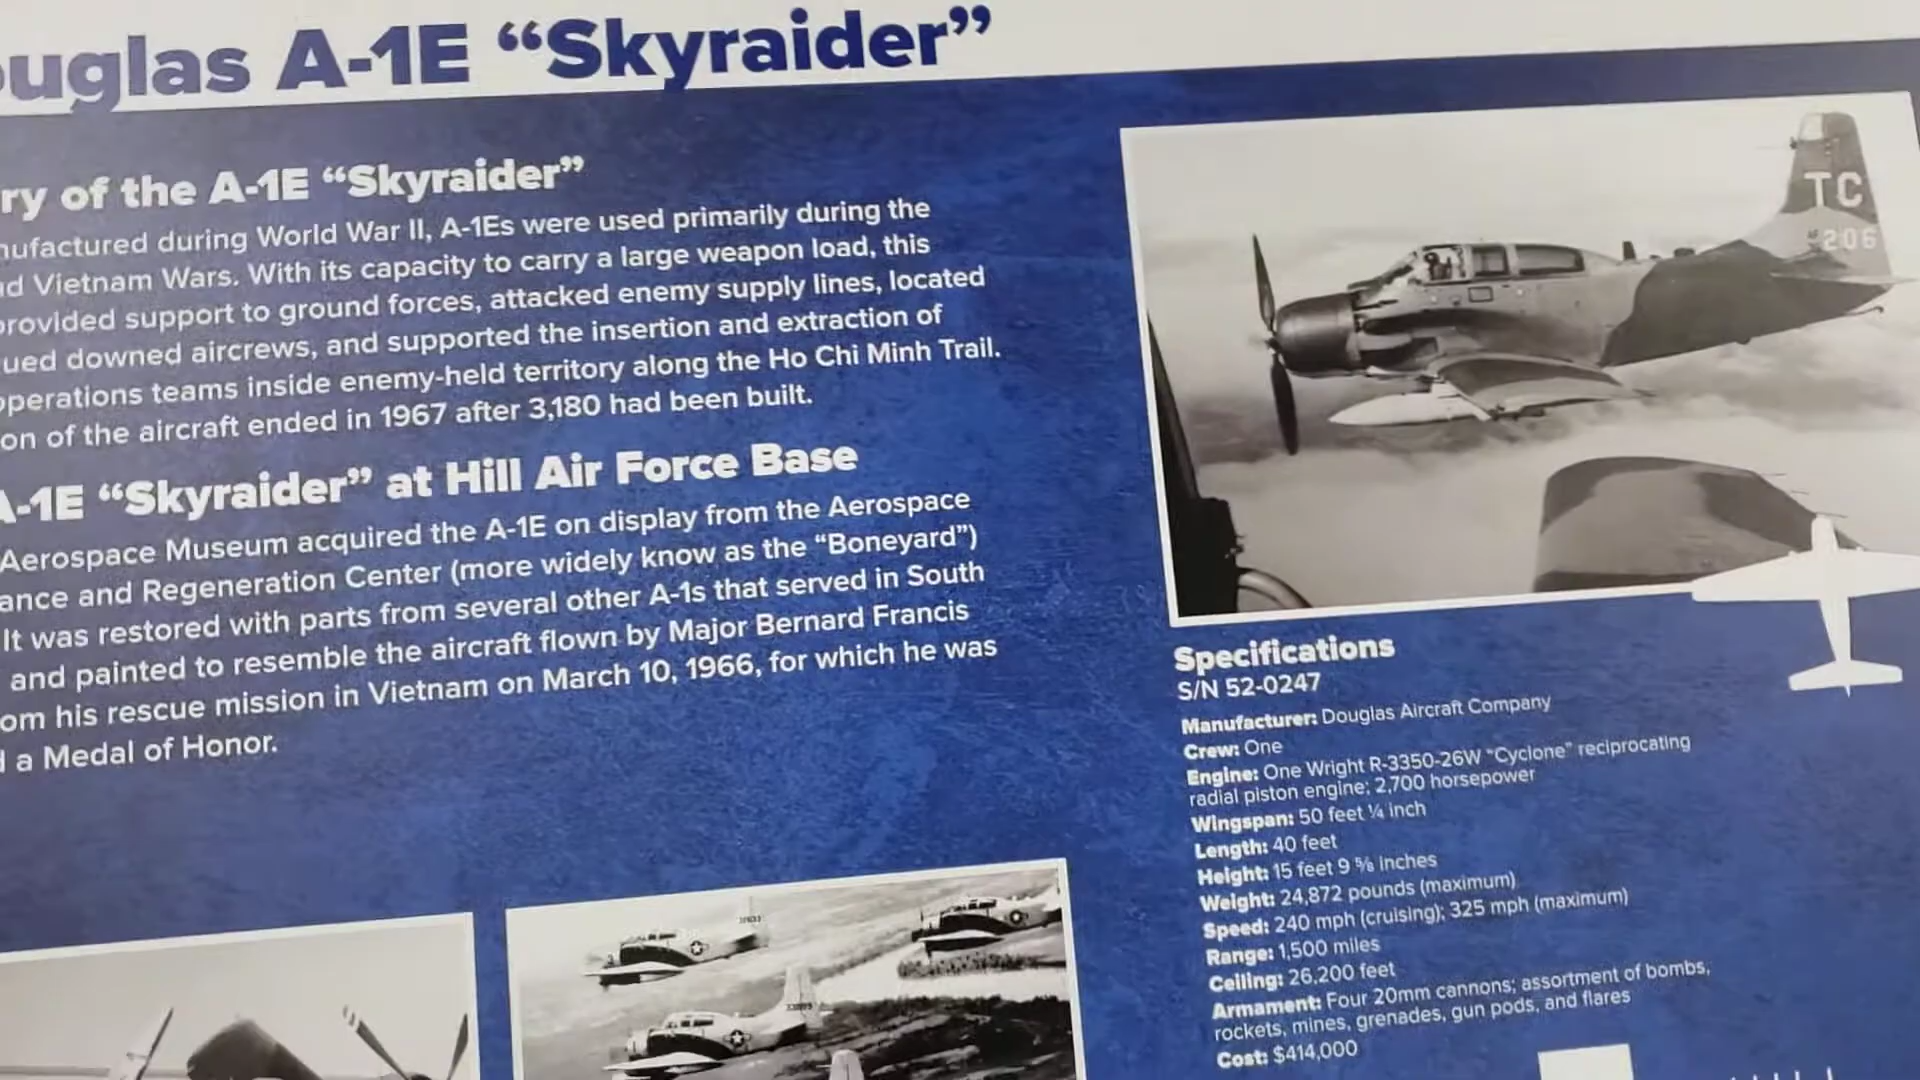 ouglas A-1E “Skyraider”
ry of the A-1E “Skyraider”
nufactured during World War II, A-1Es were used primarily during the
nd Vietnam Wars. With its capacity to carry a large weapon load, this
provided support to ground forces, attacked enemy supply lines, located
ued downed aircrews, and supported the insertion and extraction of
operations teams inside enemy-held territory along the Ho Chi Minh Trail.
on of the aircraft ended in 1967 after 3,180 had been built.
A-1E “Skyraider” at Hill Air Force Base
Aerospace Museum acquired the A-1E on display from the Aerospace
ance and Regeneration Center (more widely know as the “Boneyard”)
It was restored with parts from several other A-1s that served in South
and painted to resemble the aircraft flown by Major Bernard Francis
om his rescue mission in Vietnam on March 10, 1966, for which he was
d a Medal of Honor.
TC
206
Specifications
S/N 52-0247
Manufacturer: Douglas Aircraft Company
Crew: One
Engine: One Wright R-3350-26W “Cyclone” reciprocating
radial piston engine; 2,700 horsepower
Wingspan: 50 feet ¼ inch
Length: 40 feet
Height: 15 feet 9 ⅝ inches
Weight: 24,872 pounds (maximum)
Speed: 240 mph (cruising); 325 mph (maximum)
Range: 1,500 miles
Ceiling: 26,200 feet
Armament: Four 20mm cannons; assortment of bombs,
rockets, mines, grenades, gun pods, and flares
Cost: $414,000